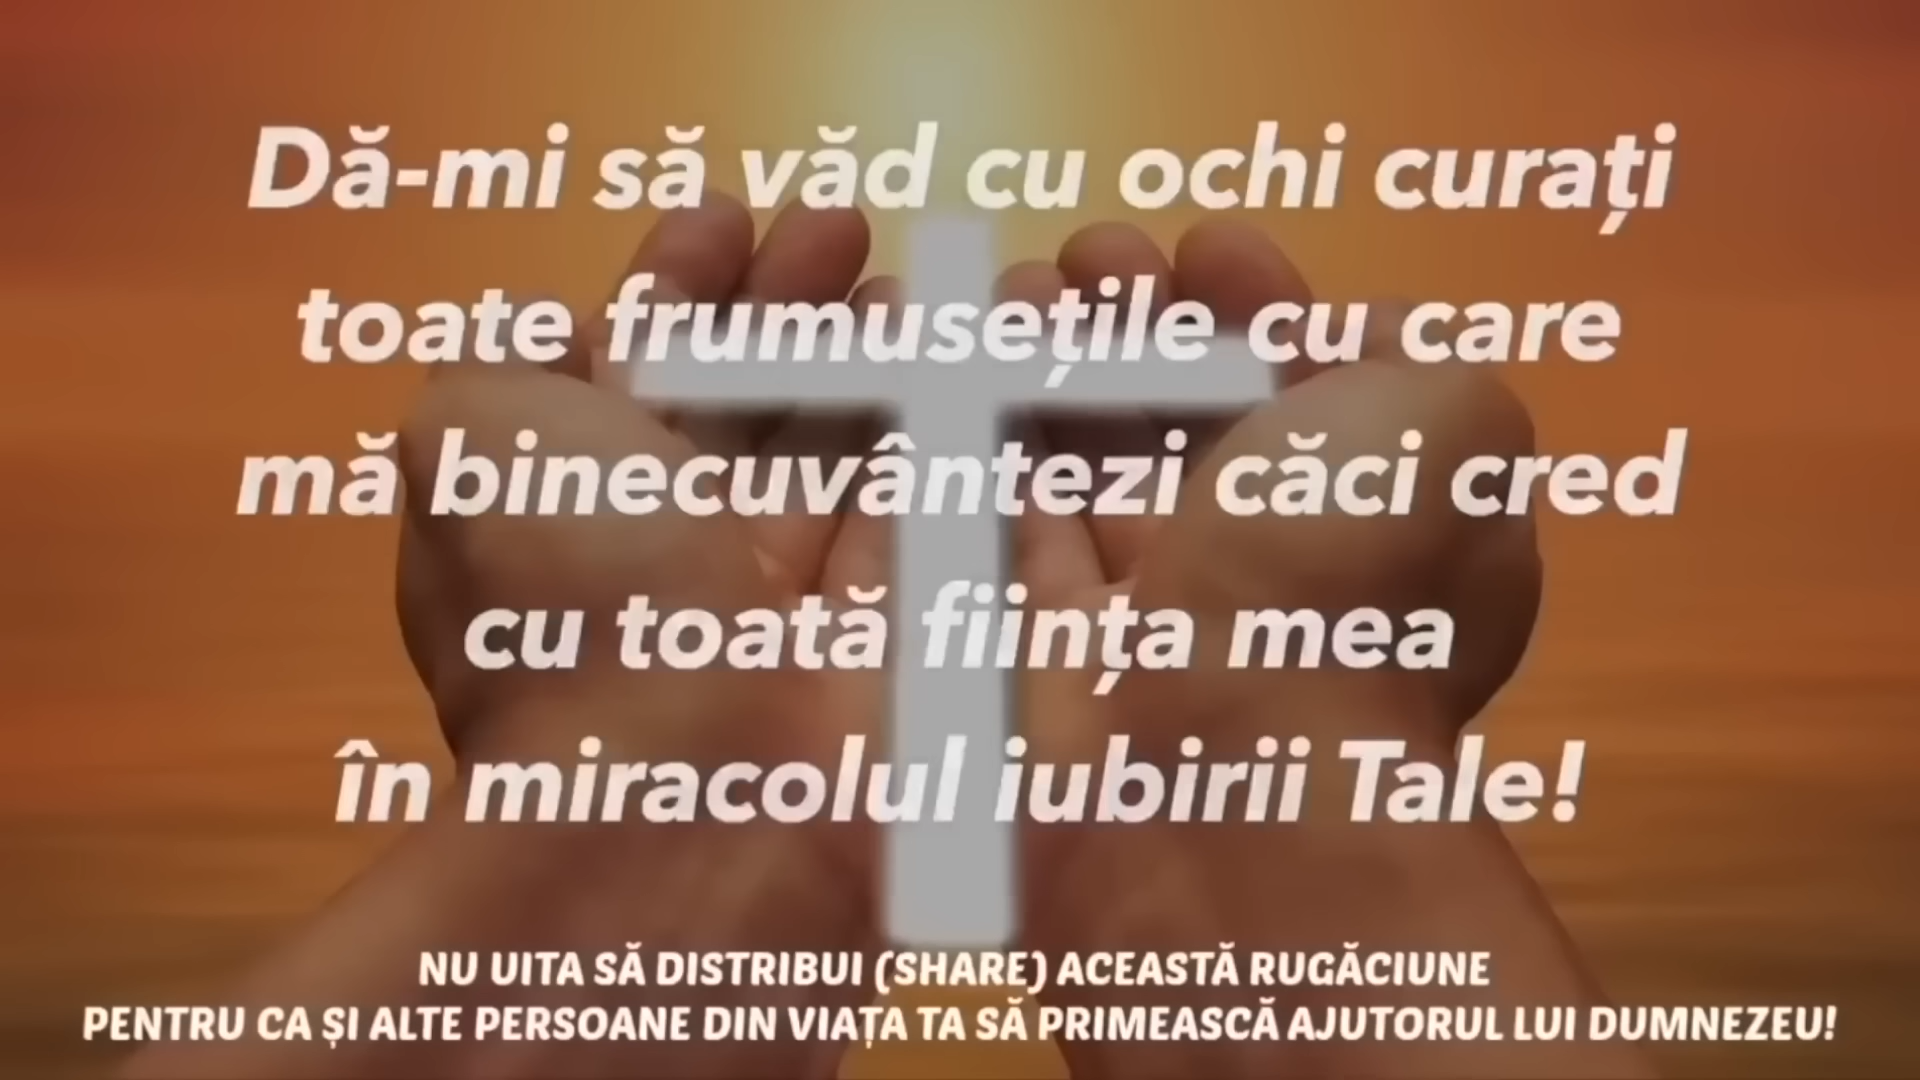 Dă-mi să văd cu ochi curați
toate frumusețile cu care
mă binecuvântezi căci cred
cu toată ființa mea
în miracolul iubirii Tale!
NU UITA SĂ DISTRIBUI (SHARE) ACEASTĂ RUGĂCIUNE
PENTRU CA ȘI ALTE PERSOANE DIN VIAȚA TA SĂ PRIMEASCĂ AJUTORUL LUI DUMNEZEU!